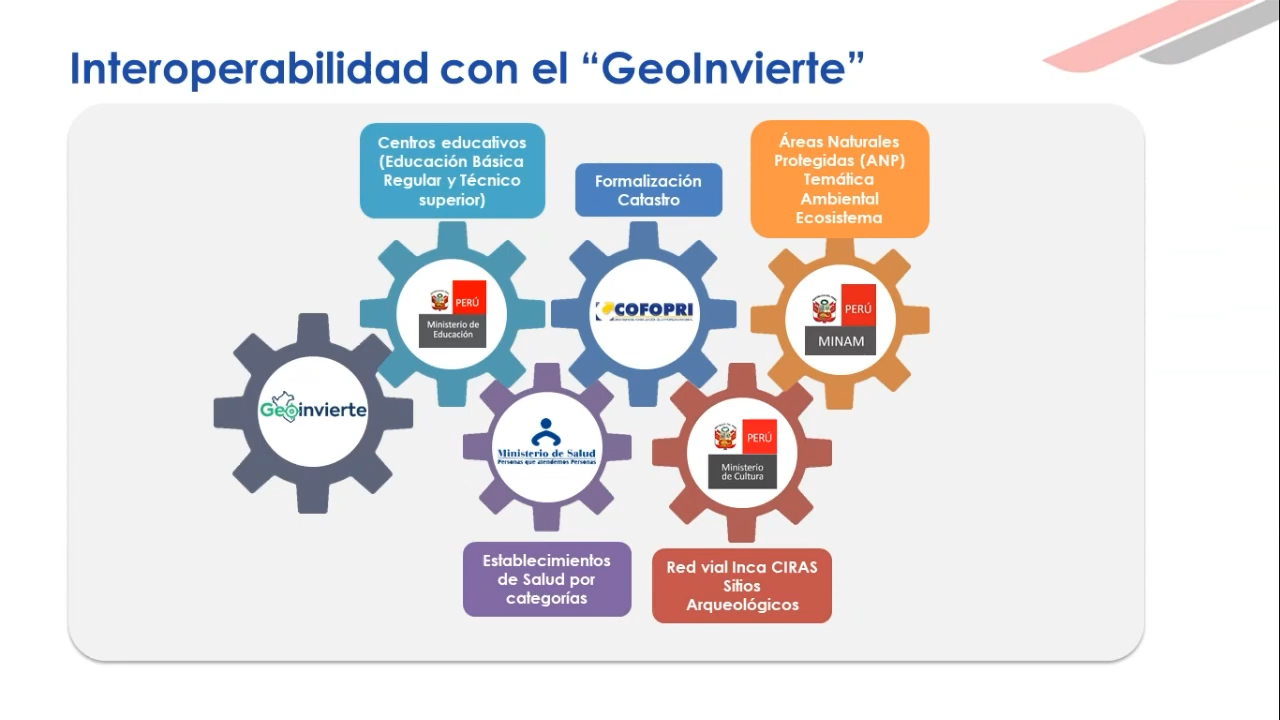 Interoperabilidad con el “GeoInvierte”
Centros educativos
(Educación Básica
Regular y Técnico
superior)
Formalización
Catastro
Áreas Naturales
Protegidas (ANP)
Temática
Ambiental
Ecosistema
PERÚ
Ministerio de
Educación
COFOPRI
PERÚ
MINAM
Geoinvierte
Ministerio de Salud
Personas que atendemos Personas
PERÚ
Ministerio
de Cultura
Establecimientos
de Salud por
categorías
Red vial Inca CIRAS
Sitios
Arqueológicos